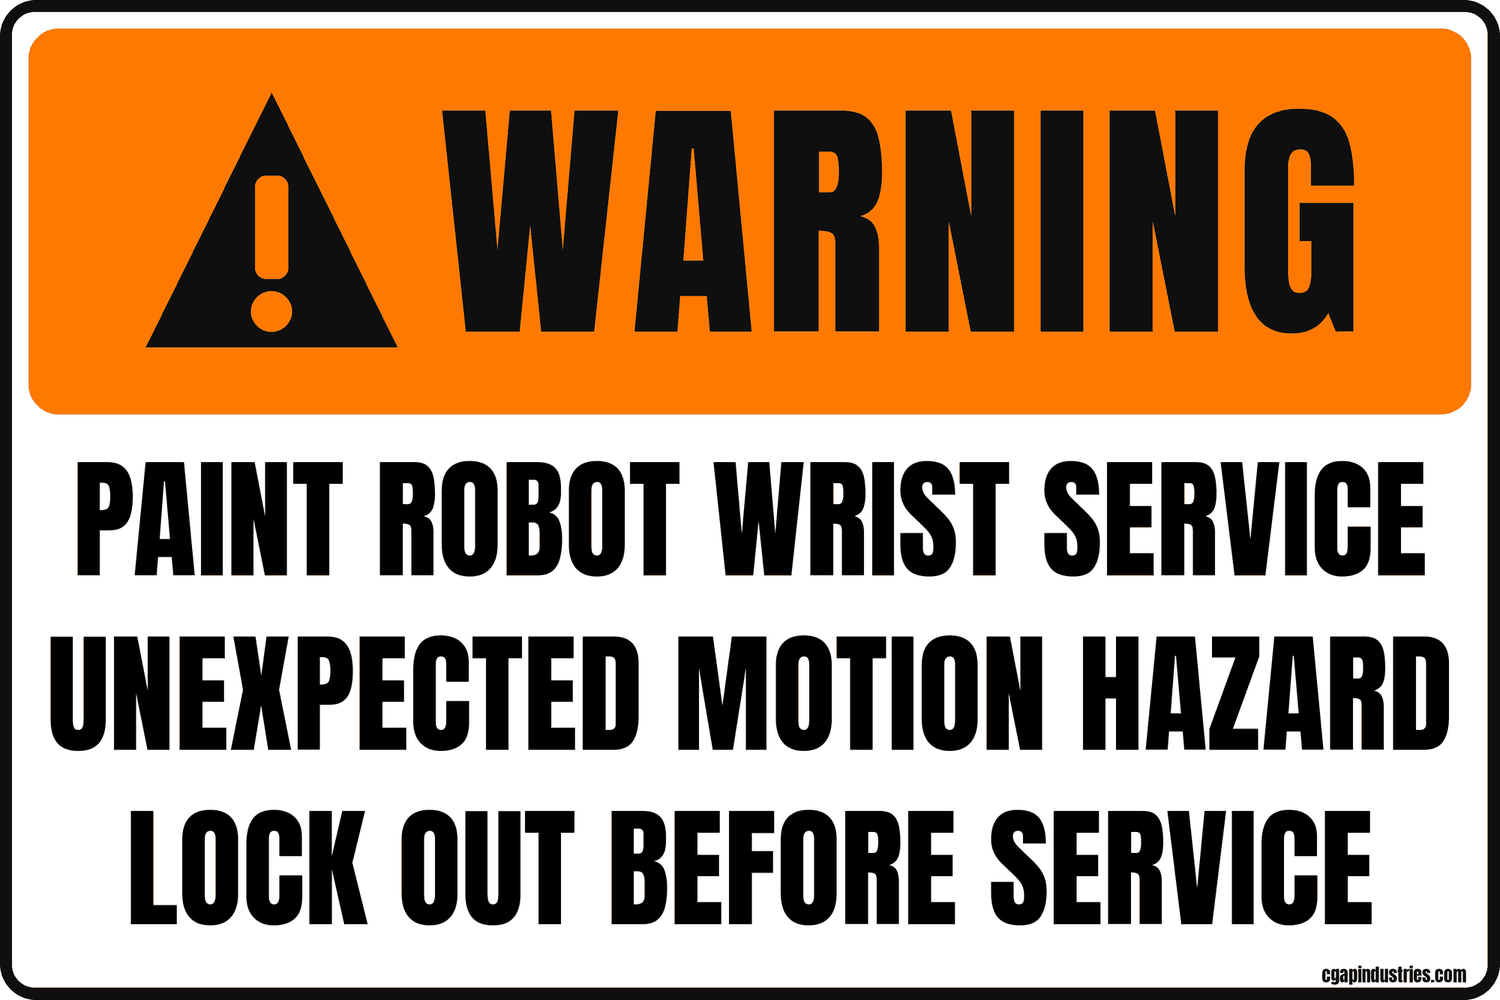 WARNING
PAINT ROBOT WRIST SERVICE
UNEXPECTED MOTION HAZARD
LOCK OUT BEFORE SERVICE
cgapindustries.com